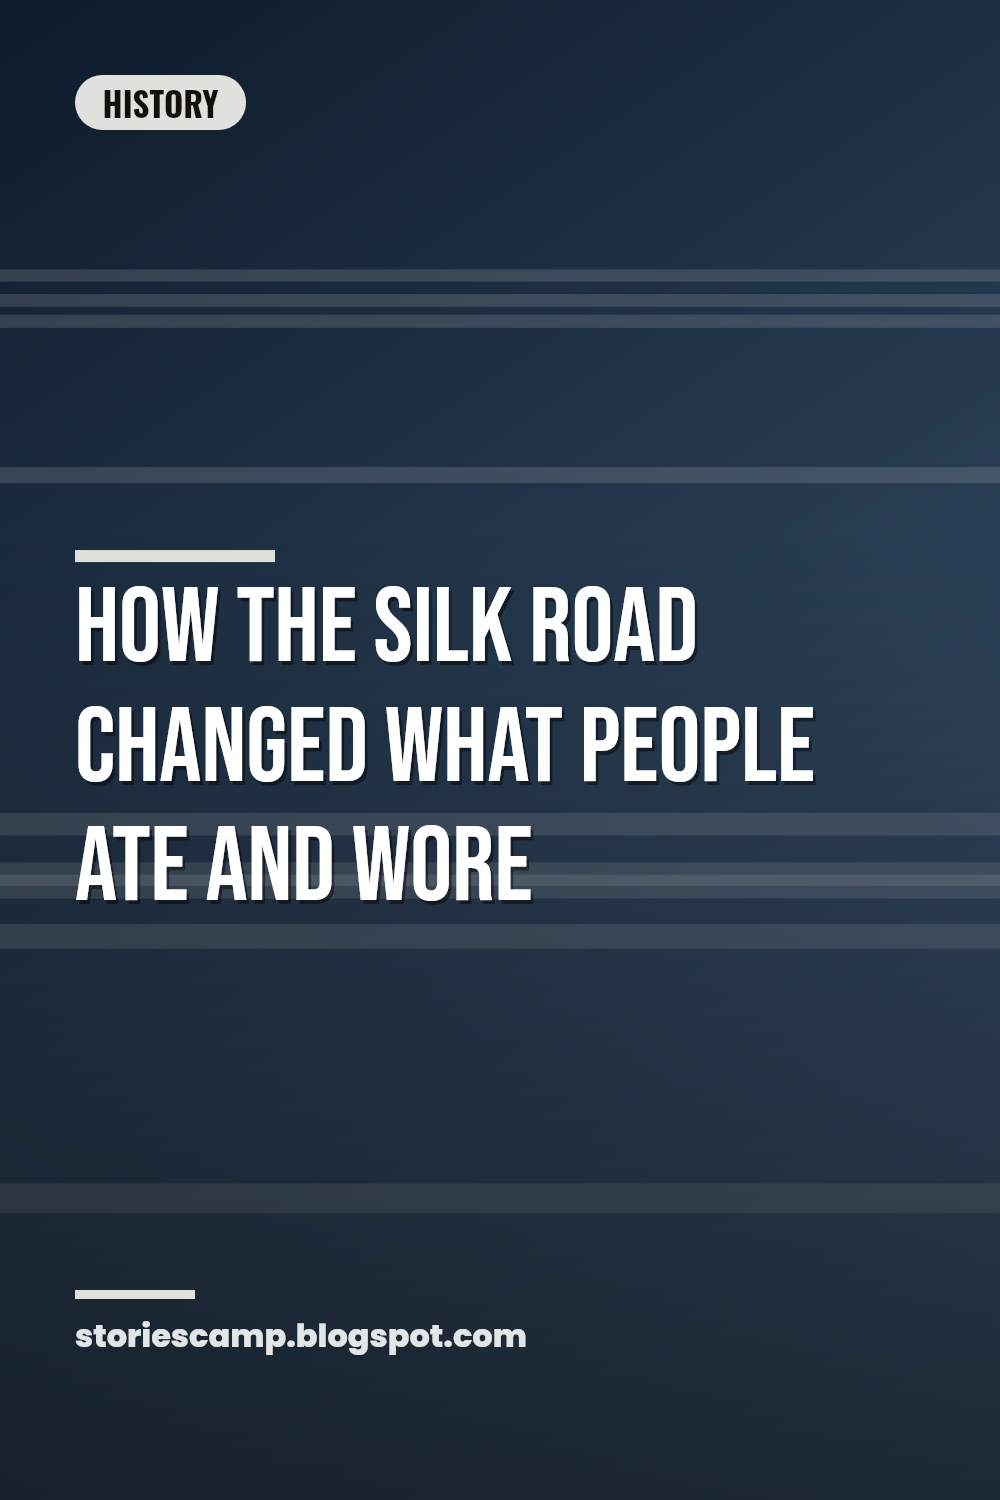 HISTORY
HOW THE SILK ROAD
CHANGED WHAT PEOPLE
ATE AND WORE
storiescamp.blogspot.com